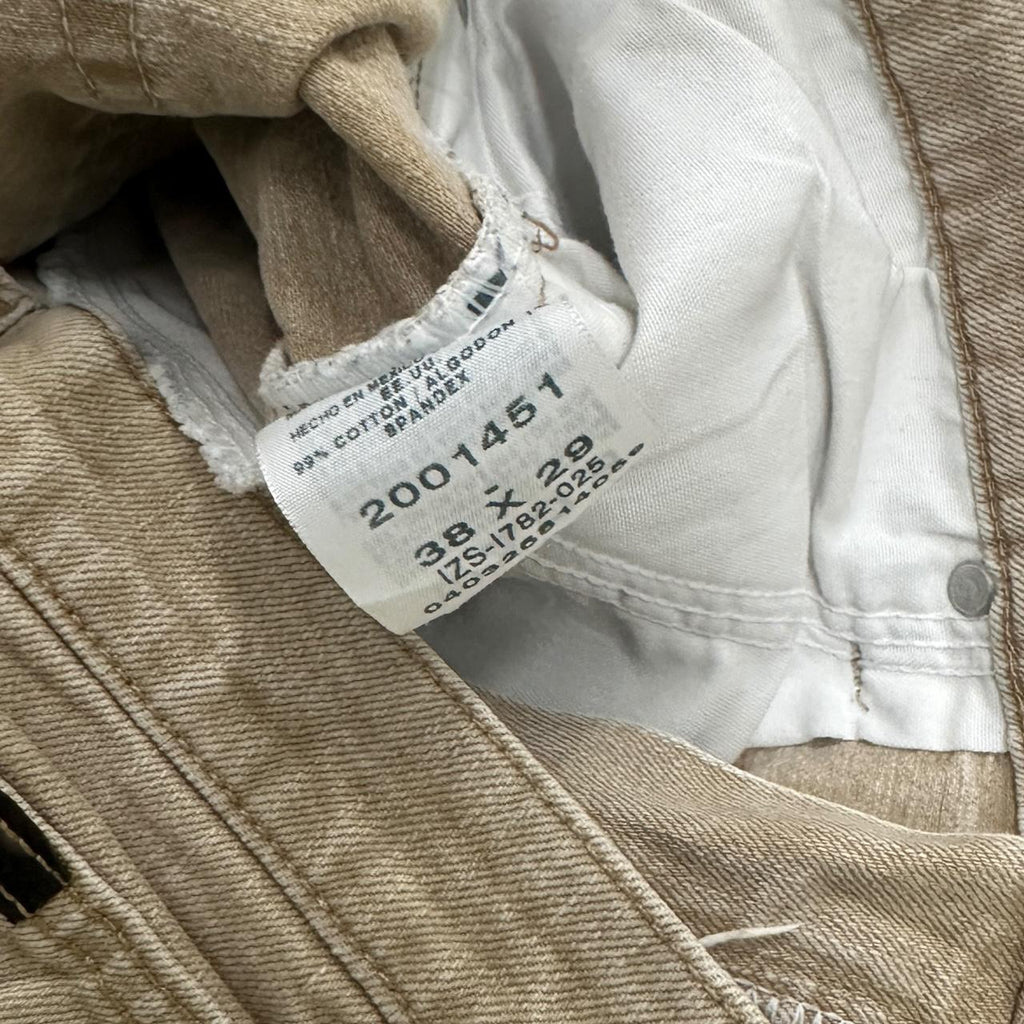 HECHO EN MEXICO
EE UU
99% COTTON / ALGODON
SPANDEX
2001451
-
38 X 29
IZS-1782-025